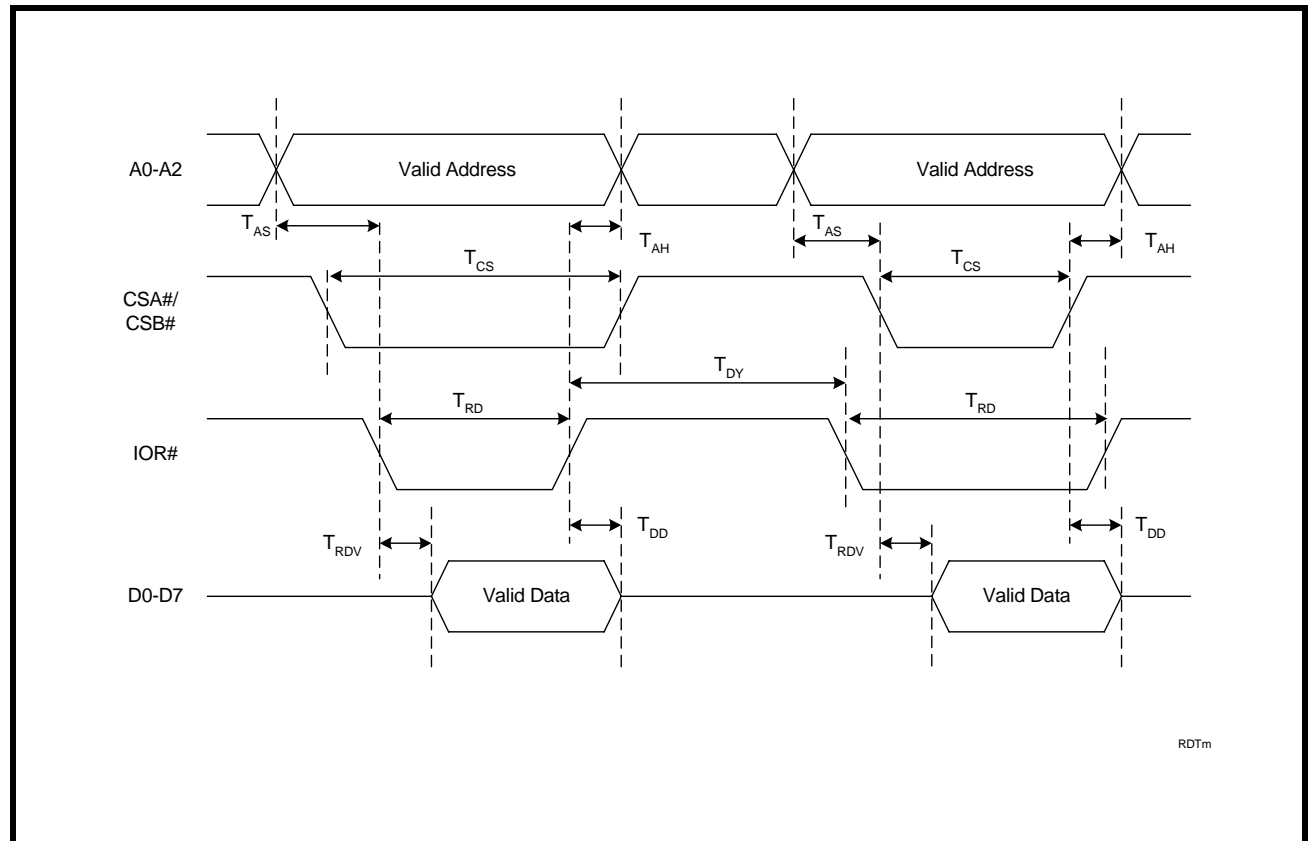 A0-A2
Valid Address
Valid Address
TAS
TAH
TAS
TAH
TCS
TCS
CSA#/
CSB#
TDY
TRD
TRD
IOR#
TRDV
TDD
TRDV
TDD
D0-D7
Valid Data
Valid Data
RDTm